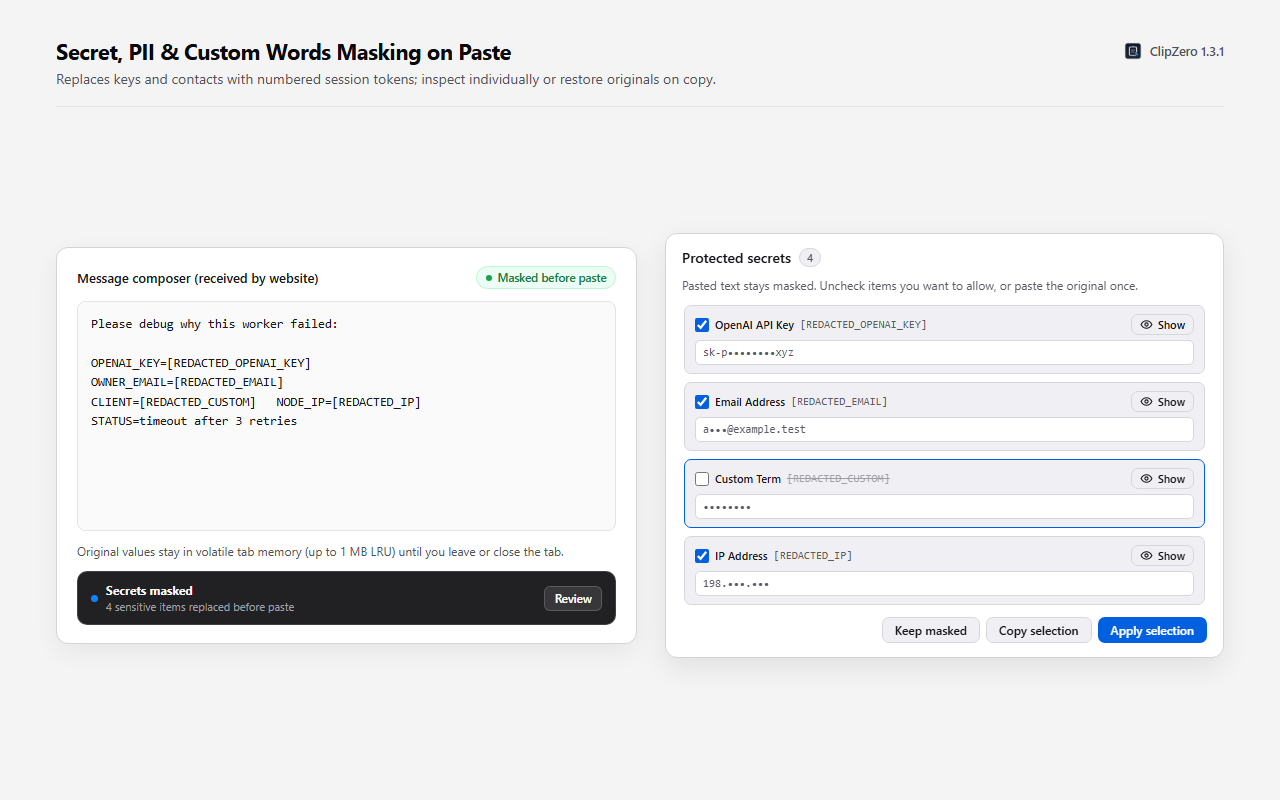 Secret, PII & Custom Words Masking on Paste
ClipZero 1.3.1
Replaces keys and contacts with numbered session tokens; inspect individually or restore originals on copy.
Message composer (received by website)
Masked before paste
Please debug why this worker failed:
OPENAI_KEY=[REDACTED_OPENAI_KEY]
OWNER_EMAIL=[REDACTED_EMAIL]
CLIENT=[REDACTED_CUSTOM]   NODE_IP=[REDACTED_IP]
STATUS=timeout after 3 retries
Original values stay in volatile tab memory (up to 1 MB LRU) until you leave or close the tab.
Secrets masked
4 sensitive items replaced before paste
Review
Protected secrets 4
Pasted text stays masked. Uncheck items you want to allow, or paste the original once.
OpenAI API Key [REDACTED_OPENAI_KEY] Show
sk-p••••••••xyz
Email Address [REDACTED_EMAIL] Show
a•••@example.test
Custom Term [REDACTED_CUSTOM] Show
••••••••
IP Address [REDACTED_IP] Show
198.•••.•••
Keep masked Copy selection Apply selection